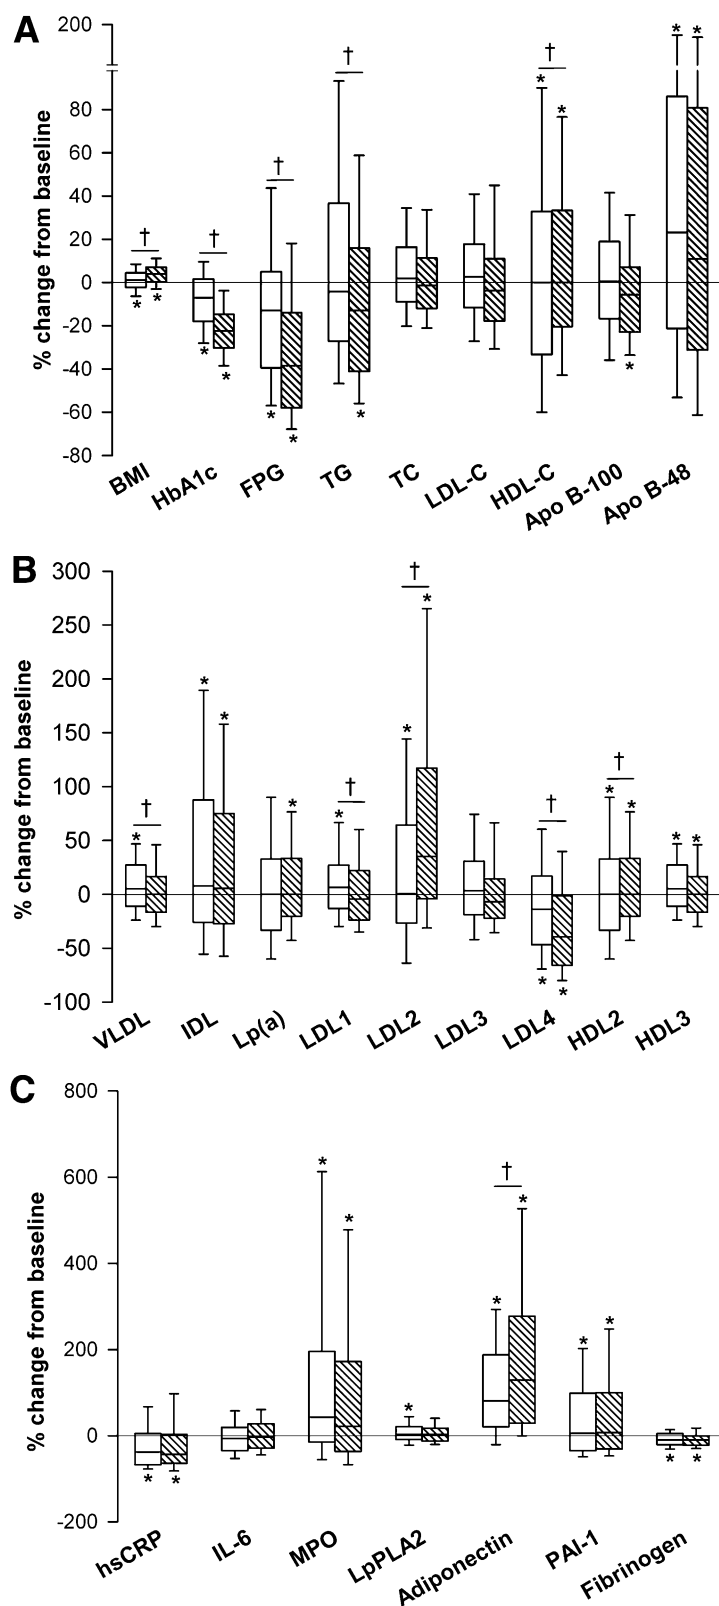 A
% change from baseline
200
80
60
40
20
0
-20
-40
-60
-80
† † † † †
* * * * * * * * * * * * *
BMI HbA1c FPG TG TC LDL-C HDL-C Apo B-100 Apo B-48
B
% change from baseline
300
250
200
150
100
50
0
-50
-100
† † † † †
* * * * * * * * * * * * *
VLDL IDL Lp(a) LDL1 LDL2 LDL3 LDL4 HDL2 HDL3
C
% change from baseline
800
600
400
200
0
-200
†
* * * * * * * * * * *
hsCRP IL-6 MPO LpPLA2 Adiponectin PAI-1 Fibrinogen